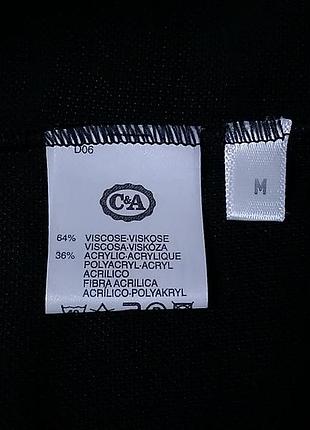 D06
C&A
M
64% VISCOSE-VISKOSE
VISCOSA-VISKÓZA
36% ACRYLIC-ACRYLIQUE
POLYACRYL-ACRYL
ACRILICO
FIBRA ACRILICA
ACRÍLICO-POLYAKRYL